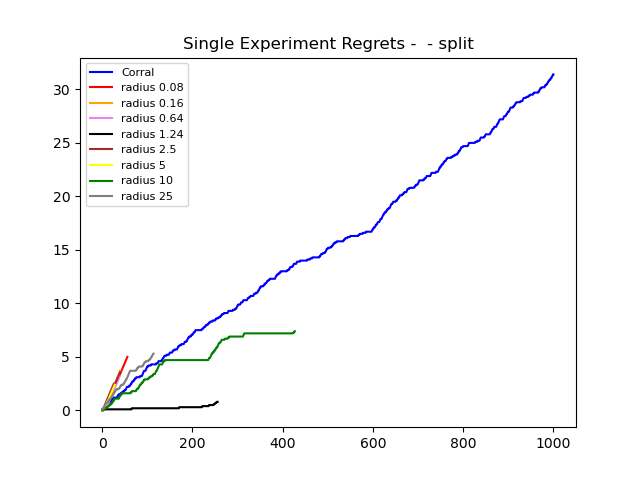 Single Experiment Regrets -  - split
Corral
radius 0.08
radius 0.16
radius 0.64
radius 1.24
radius 2.5
radius 5
radius 10
radius 25
30
25
20
15
10
5
0
0 200 400 600 800 1000